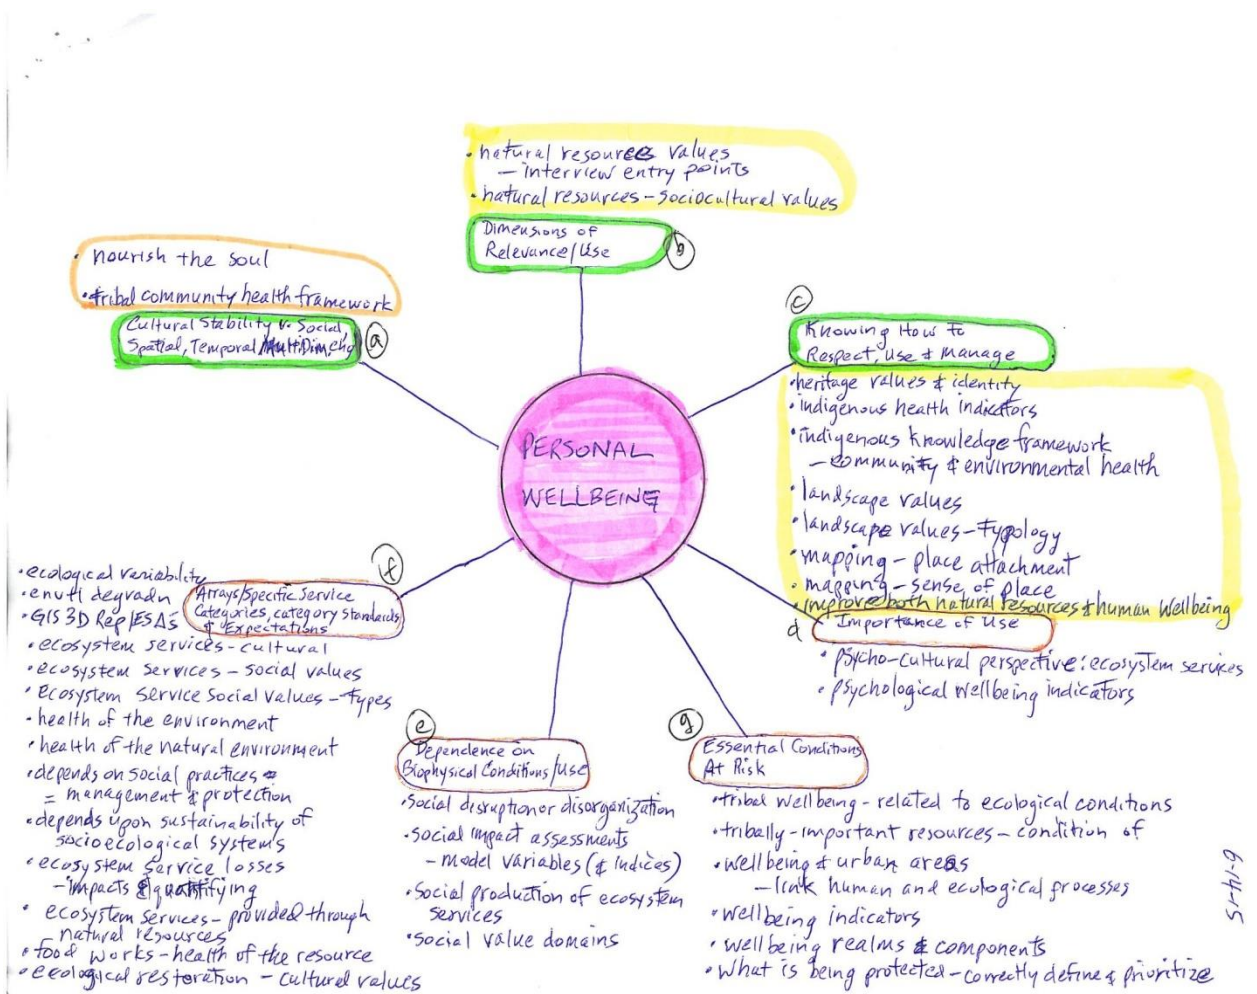 • natural resources values
— interview entry points
• natural resources - sociocultural values
Dimensions of
Relevance/Use
b
• nourish the soul
• tribal community health framework
Cultural Stability v. Social,
Spatial, Temporal, MultiDim,
a
c
Knowing How to
Respect, Use & Manage
• heritage values & identity
• indigenous health indicators
• indigenous knowledge framework
— community & environmental health
• landscape values
• landscape values - typology
• mapping - place attachment
• mapping - sense of place
• improve both natural resources & human wellbeing
PERSONAL
WELLBEING
d
Importance of Use
• psycho-cultural perspective: ecosystem services
• psychological wellbeing indicators
f
Arrays/Specific Service
Categories, category standards
& Expectations
• ecological variability
• envtl degradn
• GIS 3D Rep/ESA's
• ecosystem services - cultural
• ecosystem services - social values
• ecosystem service social values - types
• health of the environment
• health of the natural environment
• depends on social practices =
= management & protection
• depends upon sustainability of
socioecological systems
• ecosystem service losses
- impacts & quantifying
• ecosystem services - provided through
natural resources
• food works - health of the resource
• ecological restoration - cultural values
e
Dependence on
Biophysical Conditions/Use
• social disruption or disorganization
• social impact assessments
- model variables (& indices)
• social production of ecosystem
services
• social value domains
g
Essential Conditions
At Risk
• tribal wellbeing - related to ecological conditions
• tribally-important resources - condition of
• wellbeing & urban areas
- link human and ecological processes
• wellbeing indicators
• wellbeing realms & components
• what is being protected - correctly define & prioritize
6-14-15